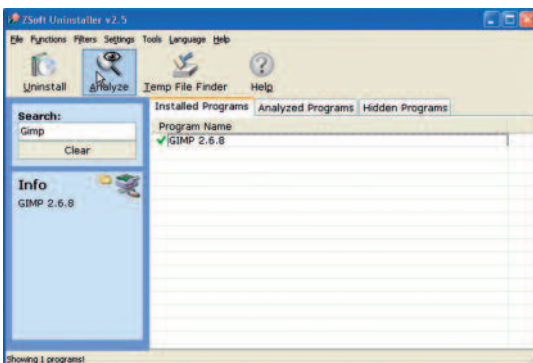 ZSoft Uninstaller v2.5
File Functions Filters Settings Tools Language Help
Uninstall Analyze Temp File Finder Help
Search:
Gimp
Clear
Installed Programs Analyzed Programs Hidden Programs
Program Name
GIMP 2.6.8
Info
GIMP 2.6.8
Showing 1 programs!